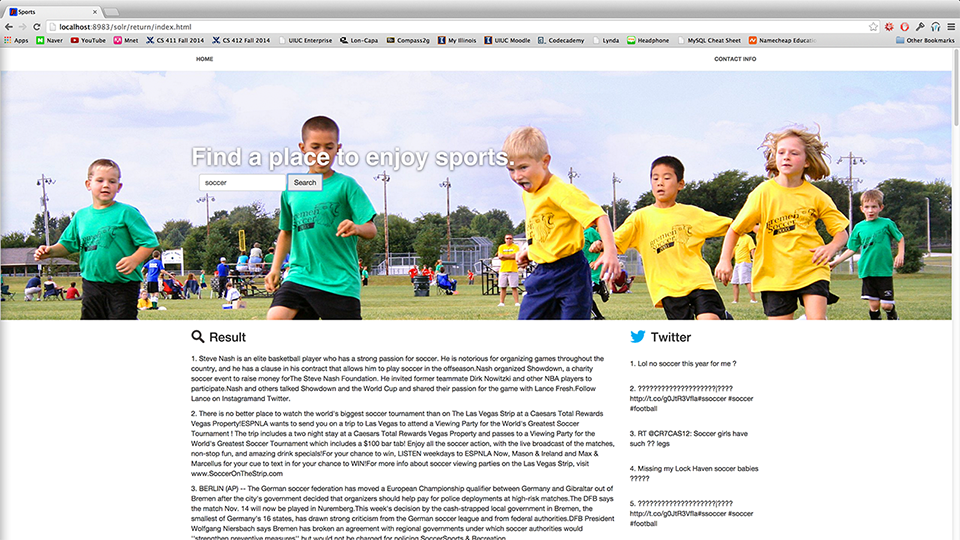 Sports
localhost:8983/solr/return/index.html
Apps Naver YouTube Mnet CS 411 Fall 2014 CS 412 Fall 2014 UIUC Enterprise Lon-Capa Compass2g My Illinois UIUC Moodle Codecademy Lynda Headphone MySQL Cheat Sheet Namecheap Educati Other Bookmarks
HOME CONTACT INFO
Find a place to enjoy sports.
soccer Search
Result
1. Steve Nash is an elite basketball player who has a strong passion for soccer. He is notorious for organizing games throughout the
country, and he has a clause in his contract that allows him to play soccer in the offseason.Nash organized Showdown, a charity
soccer event to raise money forThe Steve Nash Foundation. He invited former teammate Dirk Nowitzki and other NBA players to
participate.Nash and others talked Showdown and the World Cup and shared their passion for the game with Lance Fresh.Follow
Lance on Instagramand Twitter.
2. There is no better place to watch the world's biggest soccer tournament than on The Las Vegas Strip at a Caesars Total Rewards
Vegas Property!ESPNLA wants to send you on a trip to Las Vegas to attend a Viewing Party for the World's Greatest Soccer
Tournament ! The trip includes a two night stay at a Caesars Total Rewards Vegas Property and passes to a Viewing Party for the
World's Greatest Soccer Tournament which includes a $100 bar tab! Enjoy all the soccer action, with the live broadcast of the matches,
non-stop fun, and amazing drink specials!For your chance to win, LISTEN weekdays to ESPNLA Now, Mason & Ireland and Max &
Marcellus for your cue to text in for your chance to WIN!For more info about soccer viewing parties on the Las Vegas Strip, visit
www.SoccerOnTheStrip.com
3. BERLIN (AP) -- The German soccer federation has moved a European Championship qualifier between Germany and Gibraltar out of
Bremen after the city's government decided that organizers should help pay for police deployments at high-risk matches.The DFB says
the match Nov. 14 will now be played in Nuremberg.This week's decision by the cash-strapped local government in Bremen, the
smallest of Germany's 16 states, has drawn strong criticism from the German soccer league and from federal authorities.DFB President
Wolfgang Niersbach says Bremen has broken an agreement with regional governments under which soccer authorities would
''strengthen preventive measures'' but would not be charged for policing SoccerSports & Recreation
Twitter
1. Lol no soccer this year for me ?
2. ?????????????????????|????
http://t.co/g0JtR3Vfla#ssoccer #soccer
#football
3. RT @CR7CAS12: Soccer girls have
such ?? legs
4. Missing my Lock Haven soccer babies
?????
5. ?????????????????????|????
http://t.co/g0JtR3Vfla#ssoccer #soccer
#football